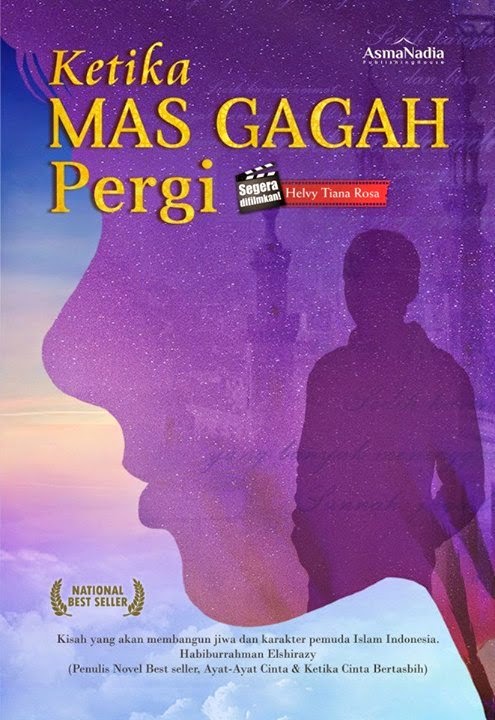 AsmaNadia
PublishingHouse
Ketika
MAS GAGAH
Pergi
Segera
difilmkan!
Helvy Tiana Rosa
NATIONAL
BEST SELLER
Kisah yang akan membangun jiwa dan karakter pemuda Islam Indonesia.
Habiburrahman Elshirazy
(Penulis Novel Best seller, Ayat-Ayat Cinta & Ketika Cinta Bertasbih)